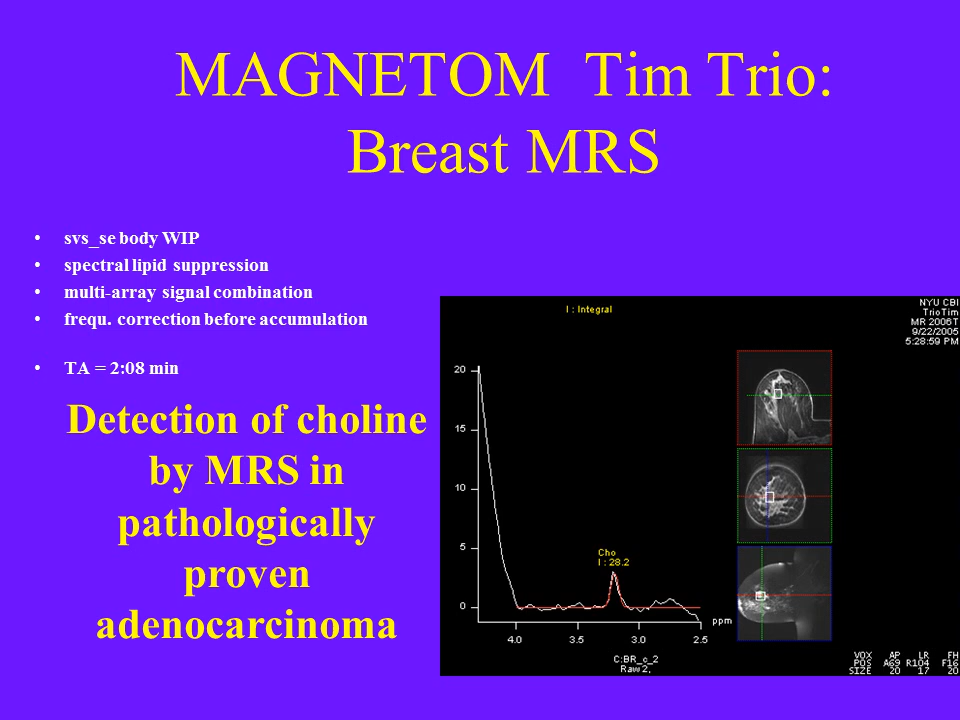 MAGNETOM Tim Trio:
Breast MRS
• svs_se body WIP
• spectral lipid suppression
• multi-array signal combination
• frequ. correction before accumulation
• TA = 2:08 min
Detection of choline
by MRS in
pathologically
proven
adenocarcinoma
I : Integral
NYU CBI
TrioTim
MR 2006T
9/22/2005
5:28:59 PM
20
15
10
5
0
Cho
I : 28.2
ppm
4.0 3.5 3.0 2.5
C:BR_c_2
Raw 2,
VOX AP LR FH
POS A69 R104 F16
SIZE 20 17 20